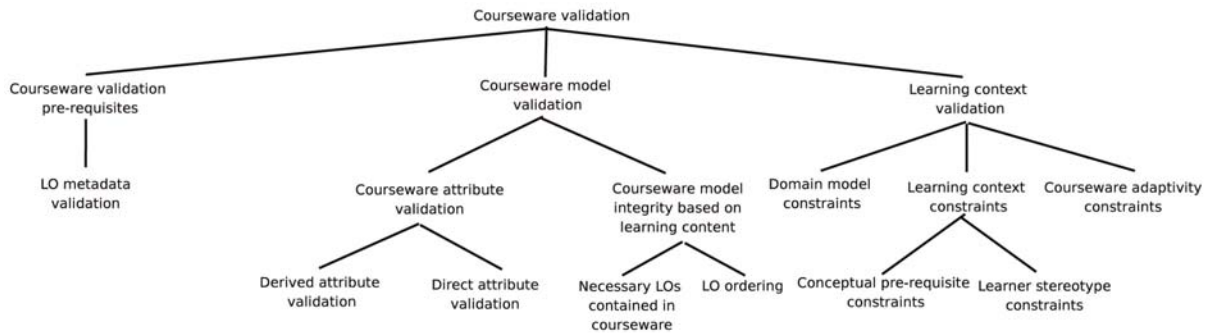 Courseware validation
Courseware validation
pre-requisites
Courseware model
validation
Learning context
validation
LO metadata
validation
Courseware attribute
validation
Courseware model
integrity based on
learning content
Domain model
constraints
Learning context
constraints
Courseware adaptivity
constraints
Derived attribute
validation
Direct attribute
validation
Necessary LOs
contained in
courseware
LO ordering
Conceptual pre-requisite
constraints
Learner stereotype
constraints